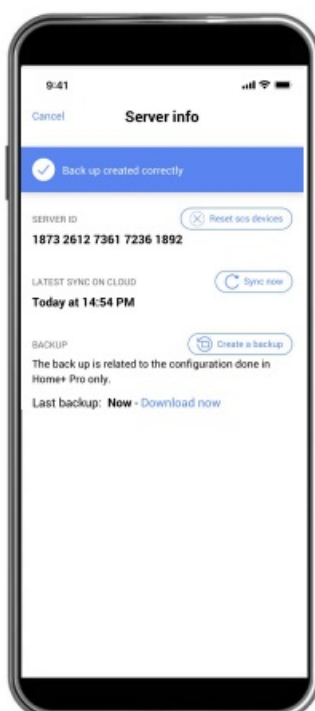 9:41
Cancel Server info
Back up created correctly
SERVER ID Reset scs devices
1873 2612 7361 7236 1892
LATEST SYNC ON CLOUD Sync now
Today at 14:54 PM
BACKUP Create a backup
The back up is related to the configuration done in
Home+ Pro only.
Last backup: Now - Download now